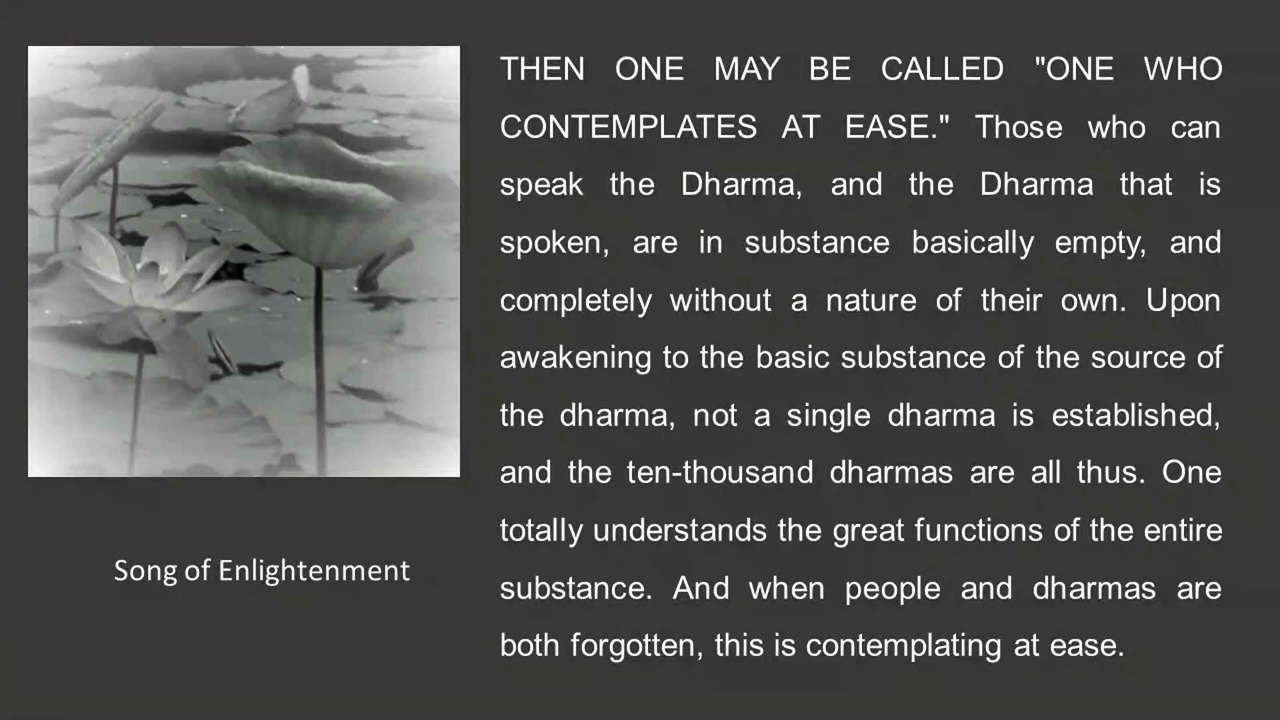 THEN ONE MAY BE CALLED "ONE WHO
CONTEMPLATES AT EASE." Those who can
speak the Dharma, and the Dharma that is
spoken, are in substance basically empty, and
completely without a nature of their own. Upon
awakening to the basic substance of the source of
the dharma, not a single dharma is established,
and the ten-thousand dharmas are all thus. One
totally understands the great functions of the entire
substance. And when people and dharmas are
both forgotten, this is contemplating at ease.
Song of Enlightenment